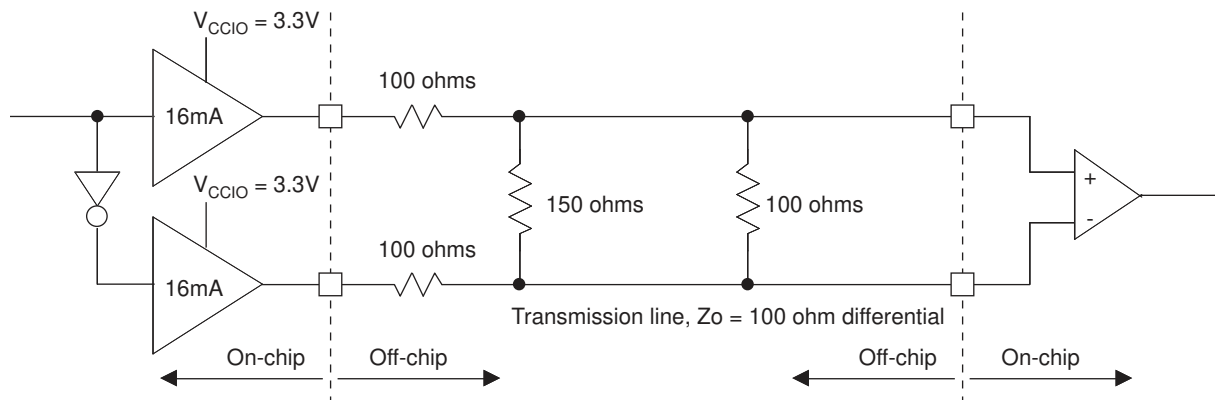 VCCIO = 3.3V
100 ohms
16mA
VCCIO = 3.3V
150 ohms
100 ohms
+
-
100 ohms
16mA
Transmission line, Zo = 100 ohm differential
On-chip
Off-chip
Off-chip
On-chip